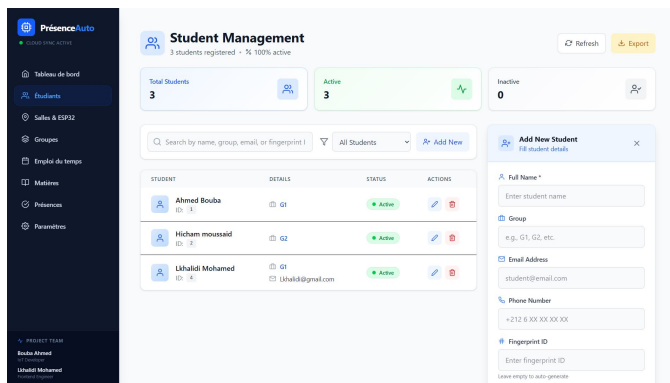 PrésenceAuto
CLOUD SYNC ACTIVE
Tableau de bord
Étudiants
Salles & ESP32
Groupes
Emploi du temps
Matières
Présences
Paramètres
PROJECT TEAM
Bouba Ahmed
IoT Developer
Lkhalidi Mohamed
Frontend Engineer
Student Management
3 students registered • % 100% active
Refresh
Export
Total Students
3
Active
3
Inactive
0
Search by name, group, email, or fingerprint I
All Students
Add New
STUDENT DETAILS STATUS ACTIONS
Ahmed Bouba
ID: 1
G1
Active
Hicham moussaid
ID: 2
G2
Active
Lkhalidi Mohamed
ID: 4
G1
Lkhalidi@gmail.com
Active
Add New Student
Fill student details
Full Name *
Enter student name
Group
e.g., G1, G2, etc.
Email Address
student@email.com
Phone Number
+212 6 XX XX XX XX
# Fingerprint ID
Enter fingerprint ID
Leave empty to auto-generate